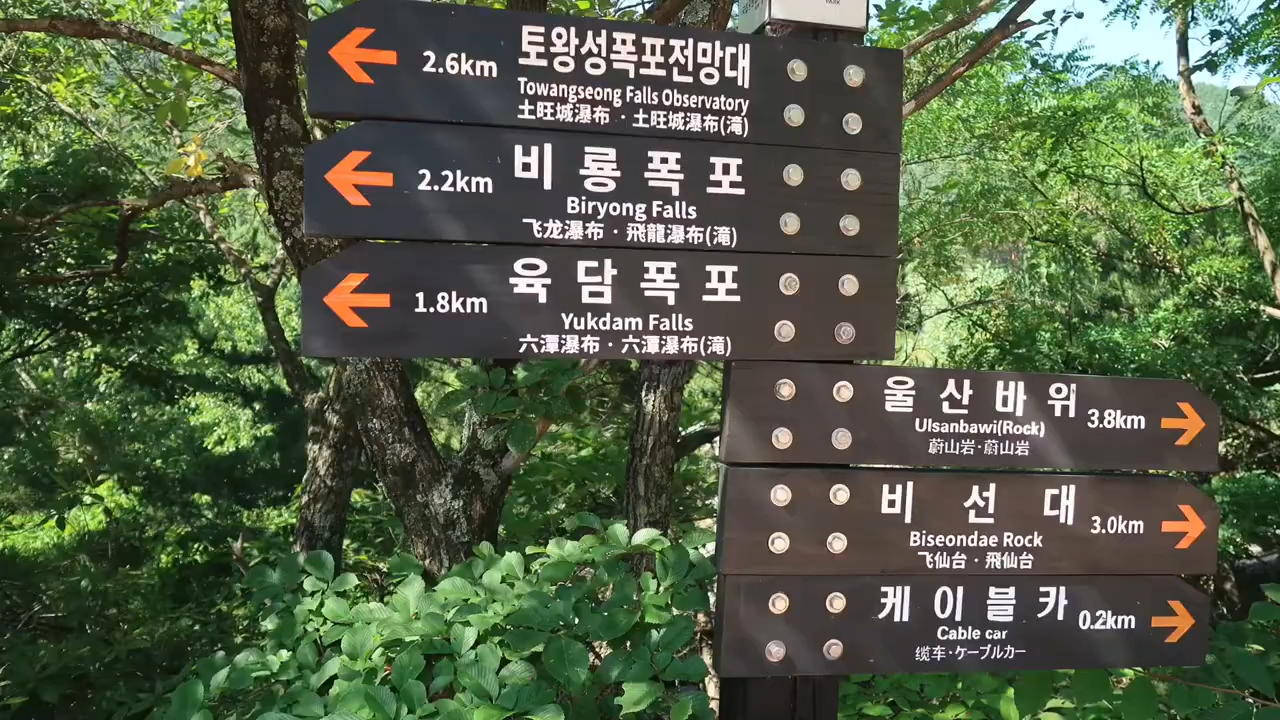 PARK
2.6km 토왕성폭포전망대
Towangseong Falls Observatory
土旺城瀑布 · 土旺城瀑布(滝)
2.2km 비룡폭포
Biryong Falls
飞龙瀑布 · 飛龍瀑布(滝)
1.8km 육담폭포
Yukdam Falls
六潭瀑布 · 六潭瀑布(滝)
울산바위 3.8km
Ulsanbawi(Rock)
蔚山岩·蔚山岩
비선대 3.0km
Biseondae Rock
飞仙台 · 飛仙台
케이블카 0.2km
Cable car
缆车·ケーブルカー